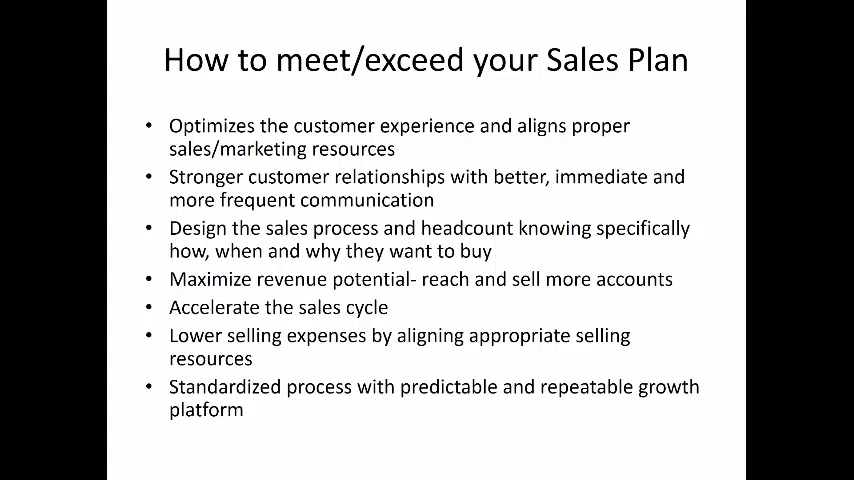 How to meet/exceed your Sales Plan
• Optimizes the customer experience and aligns proper
sales/marketing resources
• Stronger customer relationships with better, immediate and
more frequent communication
• Design the sales process and headcount knowing specifically
how, when and why they want to buy
• Maximize revenue potential- reach and sell more accounts
• Accelerate the sales cycle
• Lower selling expenses by aligning appropriate selling
resources
• Standardized process with predictable and repeatable growth
platform